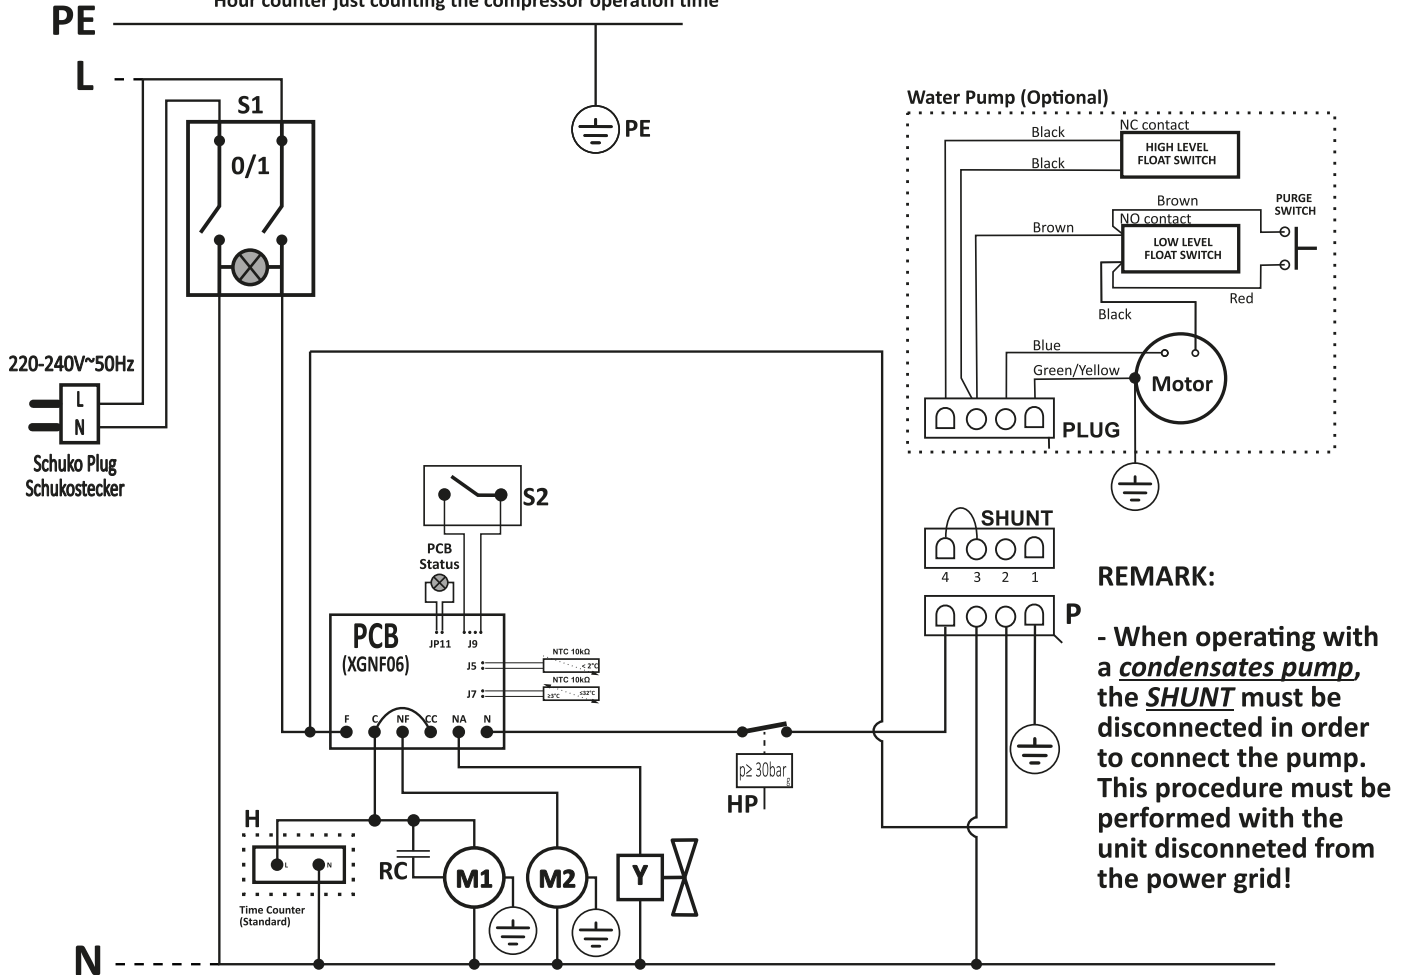 Hour counter just counting the compressor operation time
PE
L
PE
S1
0/1
220-240V~50Hz
L
N
Schuko Plug
Schukostecker
Water Pump (Optional)
NC contact
Black
HIGH LEVEL
FLOAT SWITCH
Black
Brown
PURGE
SWITCH
NO contact
Brown
LOW LEVEL
FLOAT SWITCH
Red
Black
Blue
Green/Yellow
Motor
PLUG
S2
PCB
Status
SHUNT
4 3 2 1
P
PCB
(XGNF06)
JP11 J9
J5
NTC 10kΩ
< 2°C
J7
NTC 10kΩ
≥3°C ≤32°C
F C NF CC NA N
p≥ 30bar
HP
H
L N
Time Counter
(Standard)
RC
M1
M2
Y
N
REMARK:
- When operating with
a condensates pump,
the SHUNT must be
disconnected in order
to connect the pump.
This procedure must be
performed with the
unit disconneted from
the power grid!